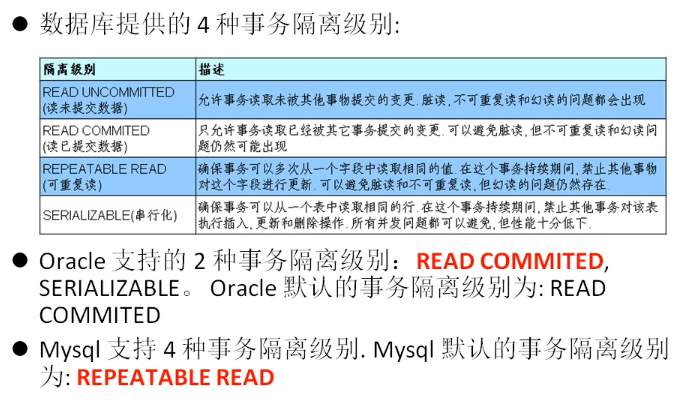 ● 数据库提供的 4 种事务隔离级别:
隔离级别 描述
READ UNCOMMITTED 允许事务读取未被其他事物提交的变更.脏读,不可重复读和幻读的问题都会出现
(读未提交数据)
READ COMMITED 只允许事务读取已经被其它事务提交的变更.可以避免脏读,但不可重复读和幻读问
(读已提交数据) 题仍然可能出现
REPEATABLE READ 确保事务可以多次从一个字段中读取相同的值.在这个事务持续期间,禁止其他事物
(可重复读) 对这个字段进行更新.可以避免脏读和不可重复读,但幻读的问题仍然存在.
SERIALIZABLE(串行化) 确保事务可以从一个表中读取相同的行.在这个事务持续期间,禁止其他事务对该表
执行插入,更新和删除操作.所有并发问题都可以避免,但性能十分低下.
● Oracle 支持的 2 种事务隔离级别：READ COMMITED,
SERIALIZABLE。 Oracle 默认的事务隔离级别为: READ
COMMITED
● Mysql 支持 4 种事务隔离级别. Mysql 默认的事务隔离级别
为: REPEATABLE READ